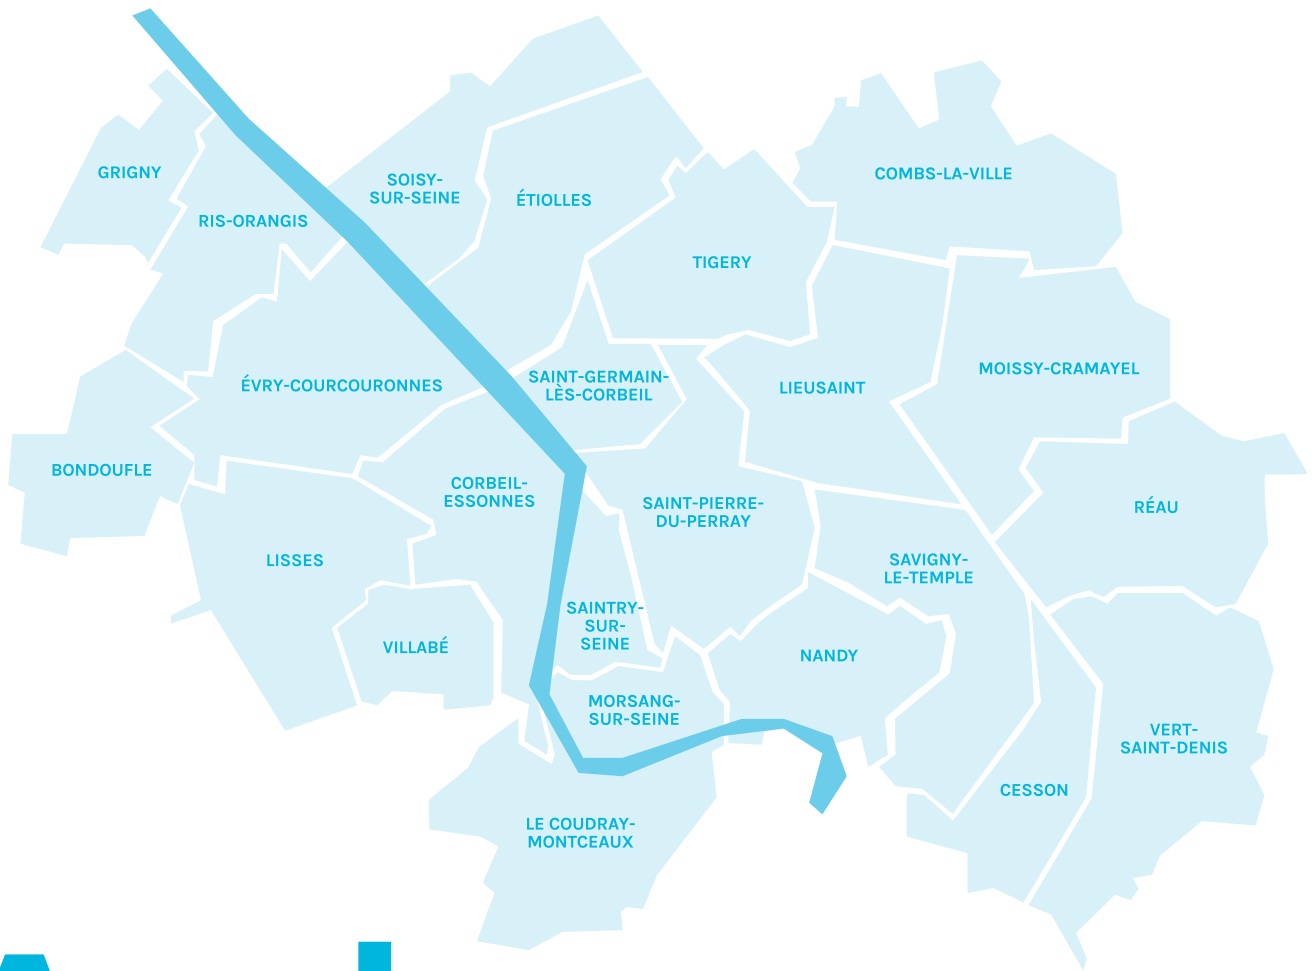 GRIGNY
SOISY-
SUR-SEINE
ÉTIOLLES
COMBS-LA-VILLE
RIS-ORANGIS
TIGERY
ÉVRY-COURCOURONNES
SAINT-GERMAIN-
LÈS-CORBEIL
LIEUSAINT
MOISSY-CRAMAYEL
BONDOUFLE
CORBEIL-
ESSONNES
SAINT-PIERRE-
DU-PERRAY
RÉAU
LISSES
SAVIGNY-
LE-TEMPLE
SAINTRY-
SUR-
SEINE
VILLABÉ
NANDY
MORSANG-
SUR-SEINE
VERT-
SAINT-DENIS
CESSON
LE COUDRAY-
MONTCEAUX